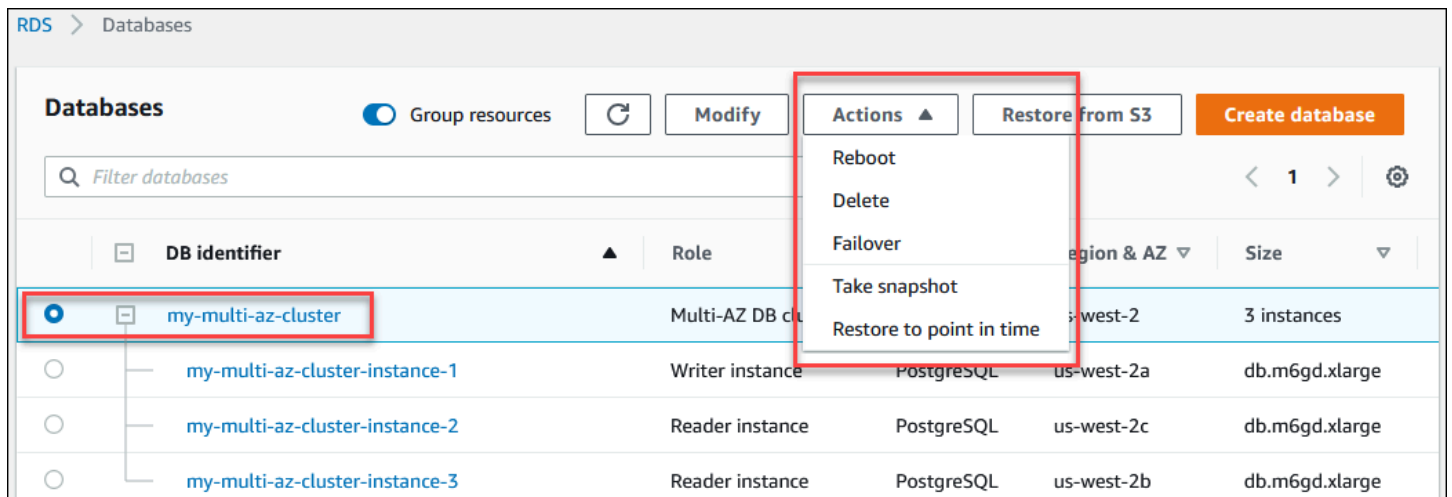 RDS > Databases
Databases Group resources Modify Actions ▲ Restore from S3 Create database
Filter databases < 1 >
Reboot
Delete
Failover
Take snapshot
Restore to point in time
DB identifier ▲ Role egion & AZ Size
my-multi-az-cluster Multi-AZ DB clu s-west-2 3 instances
my-multi-az-cluster-instance-1 Writer instance PostgreSQL us-west-2a db.m6gd.xlarge
my-multi-az-cluster-instance-2 Reader instance PostgreSQL us-west-2c db.m6gd.xlarge
my-multi-az-cluster-instance-3 Reader instance PostgreSQL us-west-2b db.m6gd.xlarge